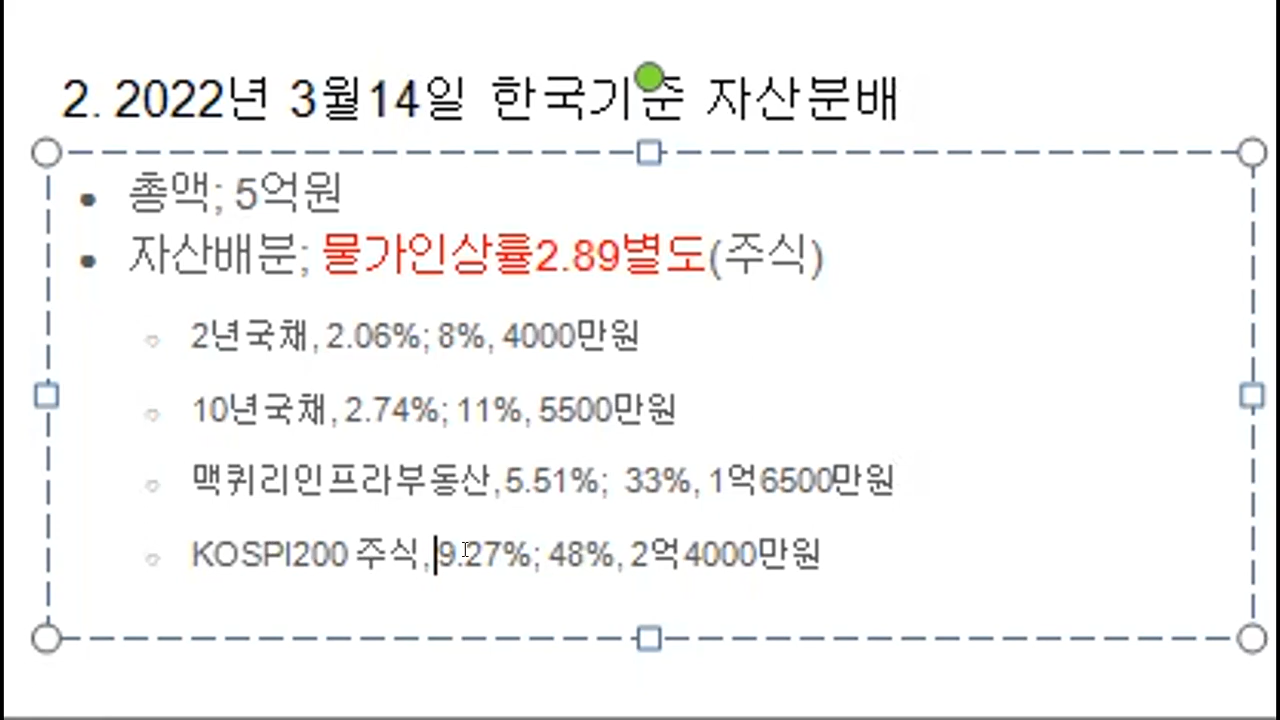 2. 2022년 3월14일 한국기준 자산분배
총액; 5억원
자산배분; 물가인상률2.89별도(주식)
2년국채, 2.06%; 8%, 4000만원
10년국채, 2.74%; 11%, 5500만원
맥퀴리인프라부동산, 5.51%; 33%, 1억6500만원
KOSPI200 주식, 9.27%; 48%, 2억4000만원